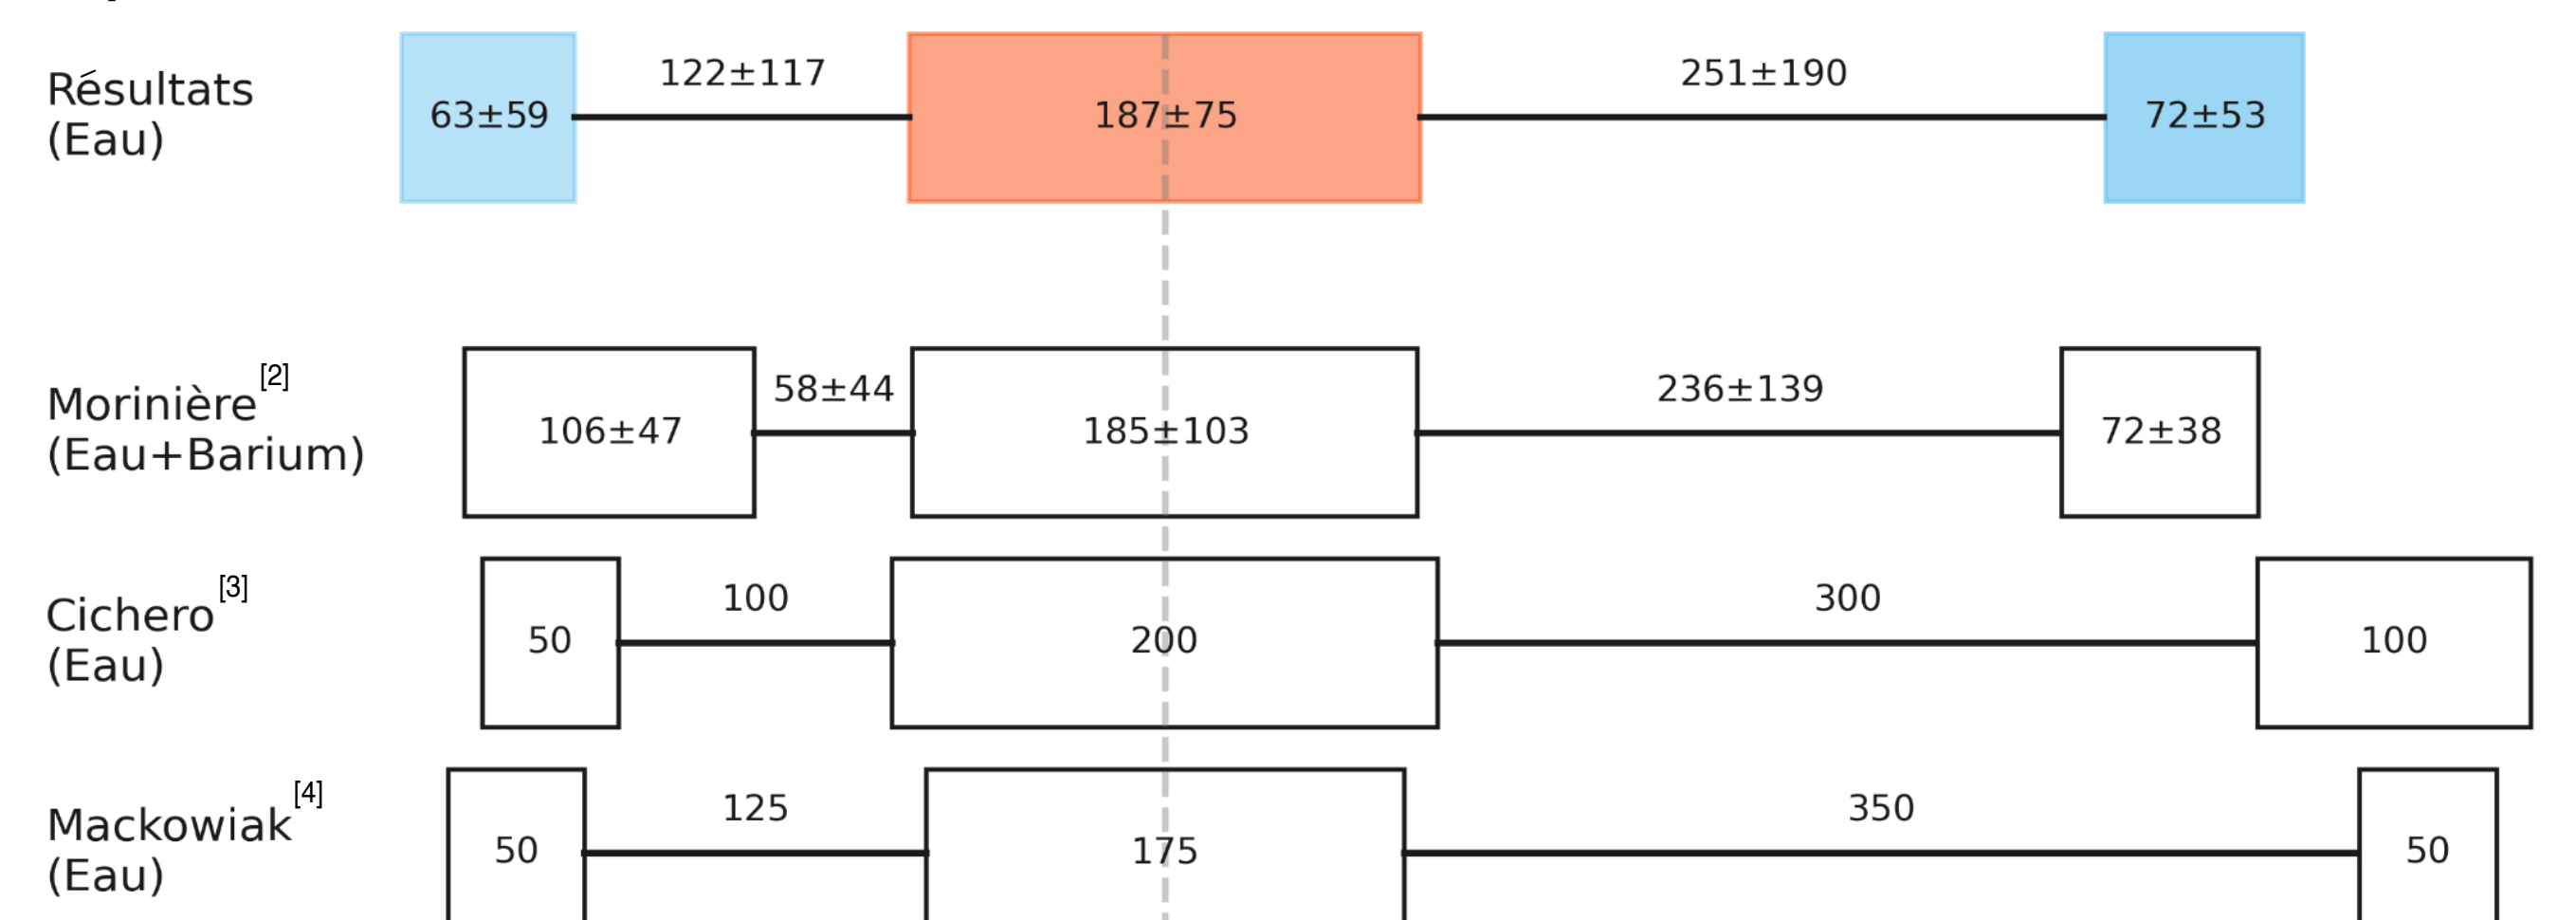 Résultats
(Eau)
63±59
122±117
187±75
251±190
72±53
Morinière[2]
(Eau+Barium)
106±47
58±44
185±103
236±139
72±38
Cichero[3]
(Eau)
50
100
200
300
100
Mackowiak[4]
(Eau)
50
125
175
350
50